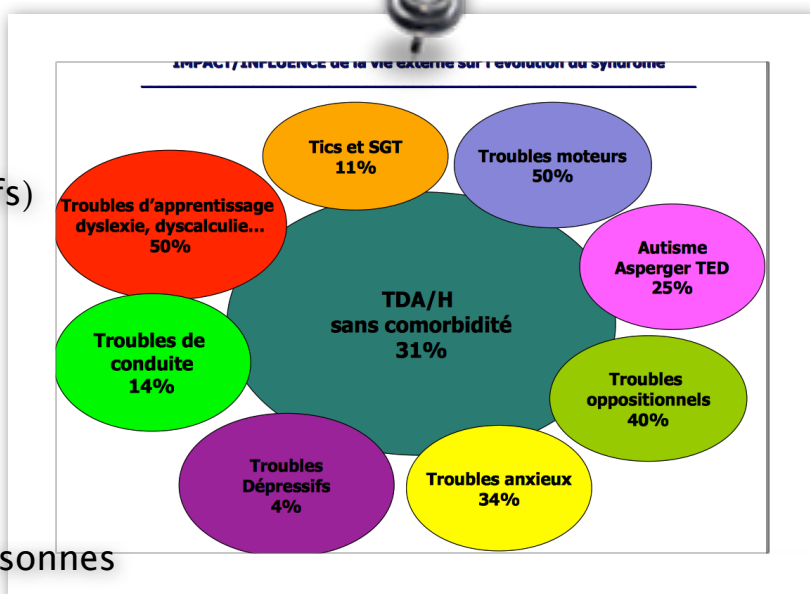 IMPACT/INFLUENCE de la vie externe sur l'évolution du syndrome
Tics et SGT
11%
Troubles moteurs
50%
fs)
Troubles d'apprentissage
dyslexie, dyscalculie...
50%
Autisme
Asperger TED
25%
TDA/H
sans comorbidité
31%
Troubles de
conduite
14%
Troubles
oppositionnels
40%
Troubles
Dépressifs
4%
Troubles anxieux
34%
sonnes